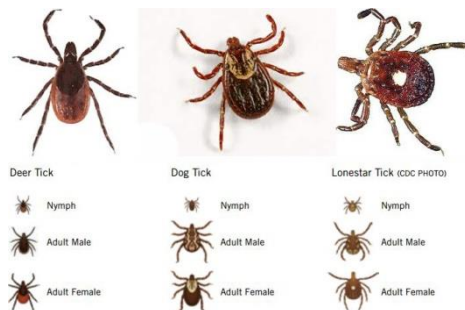 Deer Tick
Dog Tick
Lonestar Tick (CDC PHOTO)
Nymph
Nymph
Nymph
Adult Male
Adult Male
Adult Male
Adult Female
Adult Female
Adult Female